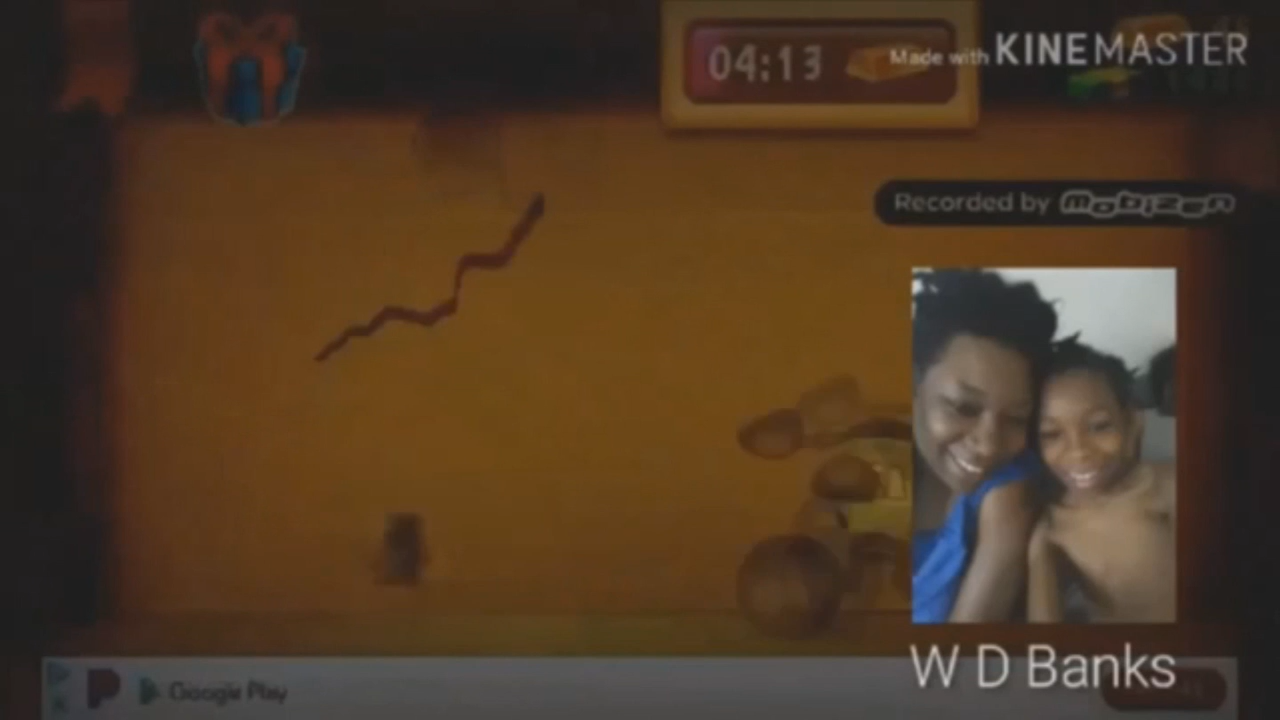 04:13
Made with KINEMASTER
Recorded by mobizen
W D Banks
Google Play